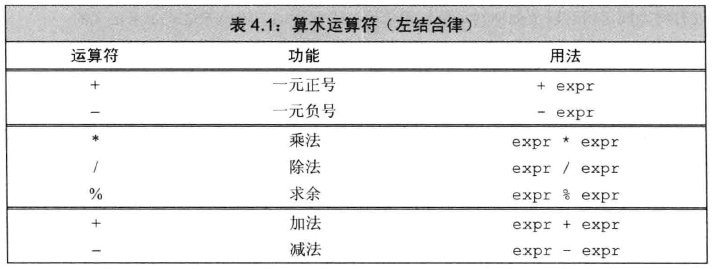 表 4.1：算术运算符（左结合律）
运算符 功能 用法
+ 一元正号 + expr
− 一元负号 - expr
* 乘法 expr * expr
/ 除法 expr / expr
% 求余 expr % expr
+ 加法 expr + expr
− 减法 expr - expr